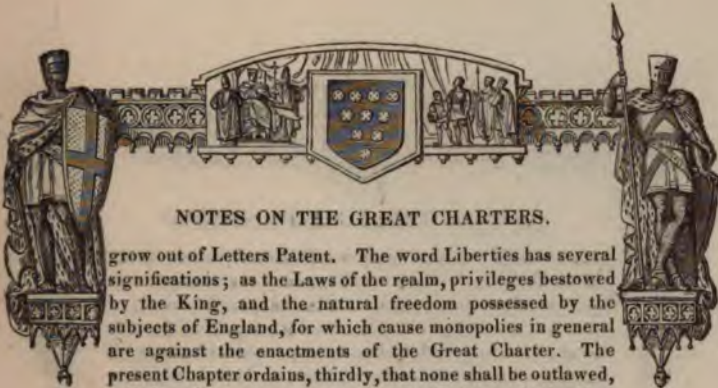 NOTES ON THE GREAT CHARTERS.
grow out of Letters Patent. The word Liberties has several
significations; as the Laws of the realm, privileges bestowed
by the King, and the natural freedom possessed by the
subjects of England, for which cause monopolies in general
are against the enactments of the Great Charter. The
present Chapter ordains, thirdly, that none shall be outlawed,